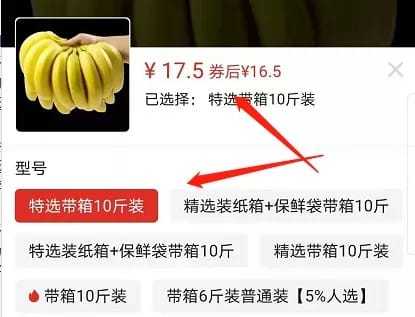 ¥ 17.5 券后¥16.5
已选择： 特选带箱10斤装
型号
特选带箱10斤装 精选装纸箱+保鲜袋带箱10斤
特选装纸箱+保鲜袋带箱10斤 精选带箱10斤装
带箱10斤装 带箱6斤装普通装【5%人选】